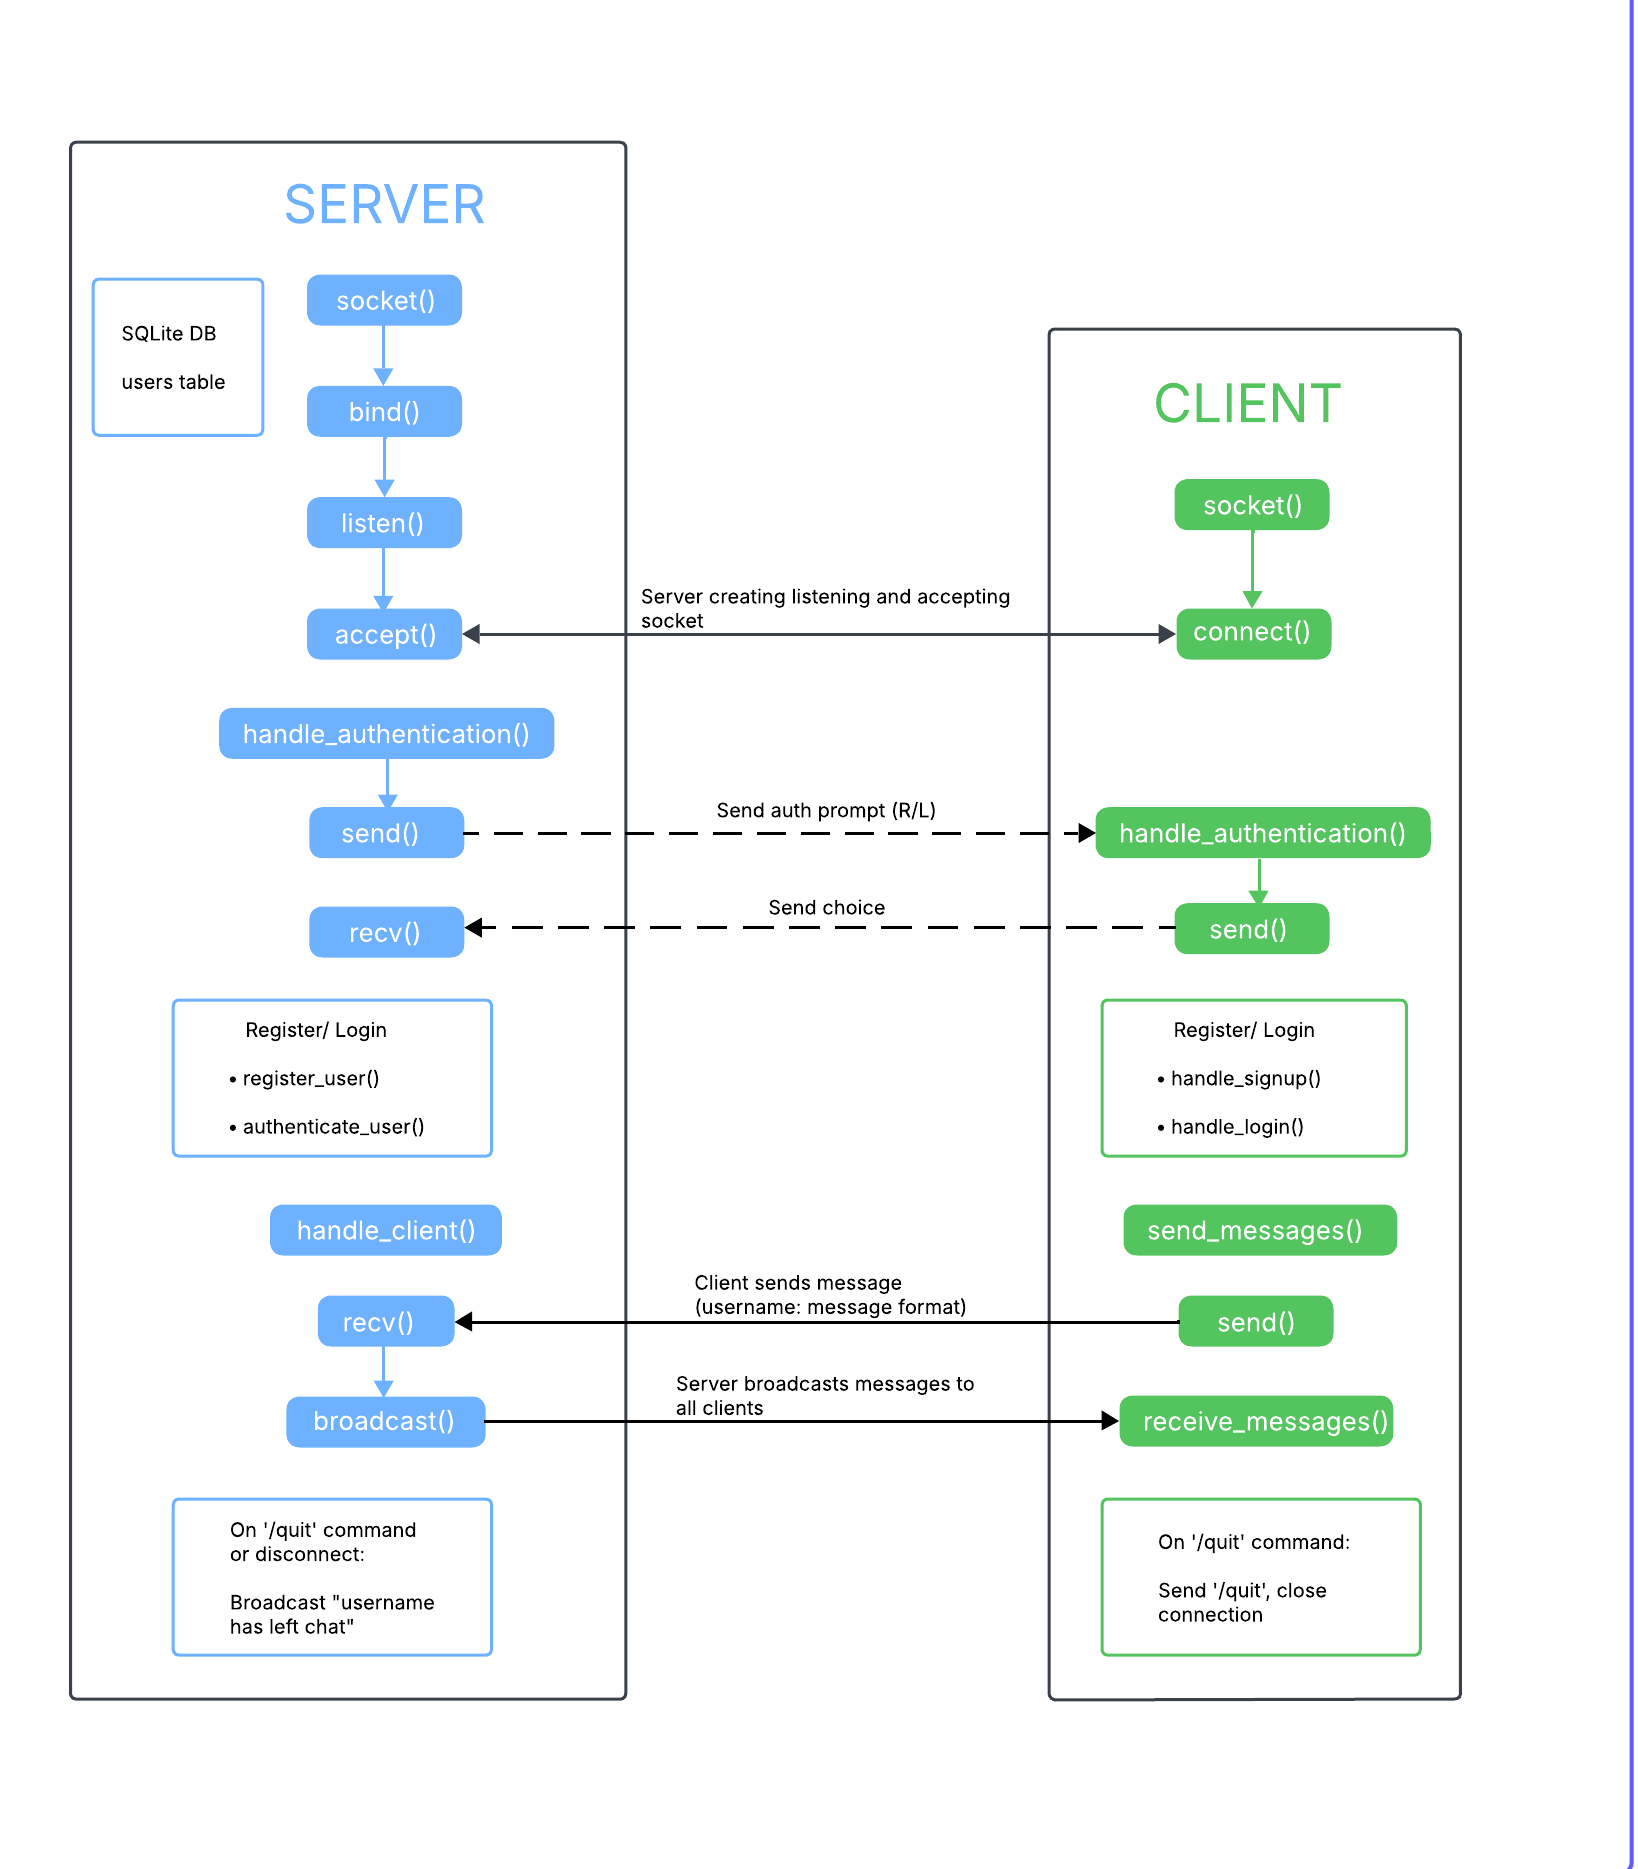 SERVER
SQLite DB
users table
socket()
bind()
listen()
accept()
CLIENT
socket()
connect()
Server creating listening and accepting
socket
handle_authentication()
send()
Send auth prompt (R/L)
handle_authentication()
recv()
Send choice
send()
Register/ Login
• register_user()
• authenticate_user()
Register/ Login
• handle_signup()
• handle_login()
handle_client()
send_messages()
Client sends message
(username: message format)
recv()
send()
Server broadcasts messages to
all clients
broadcast()
receive_messages()
On '/quit' command
or disconnect:
Broadcast "username
has left chat"
On '/quit' command:
Send '/quit', close
connection